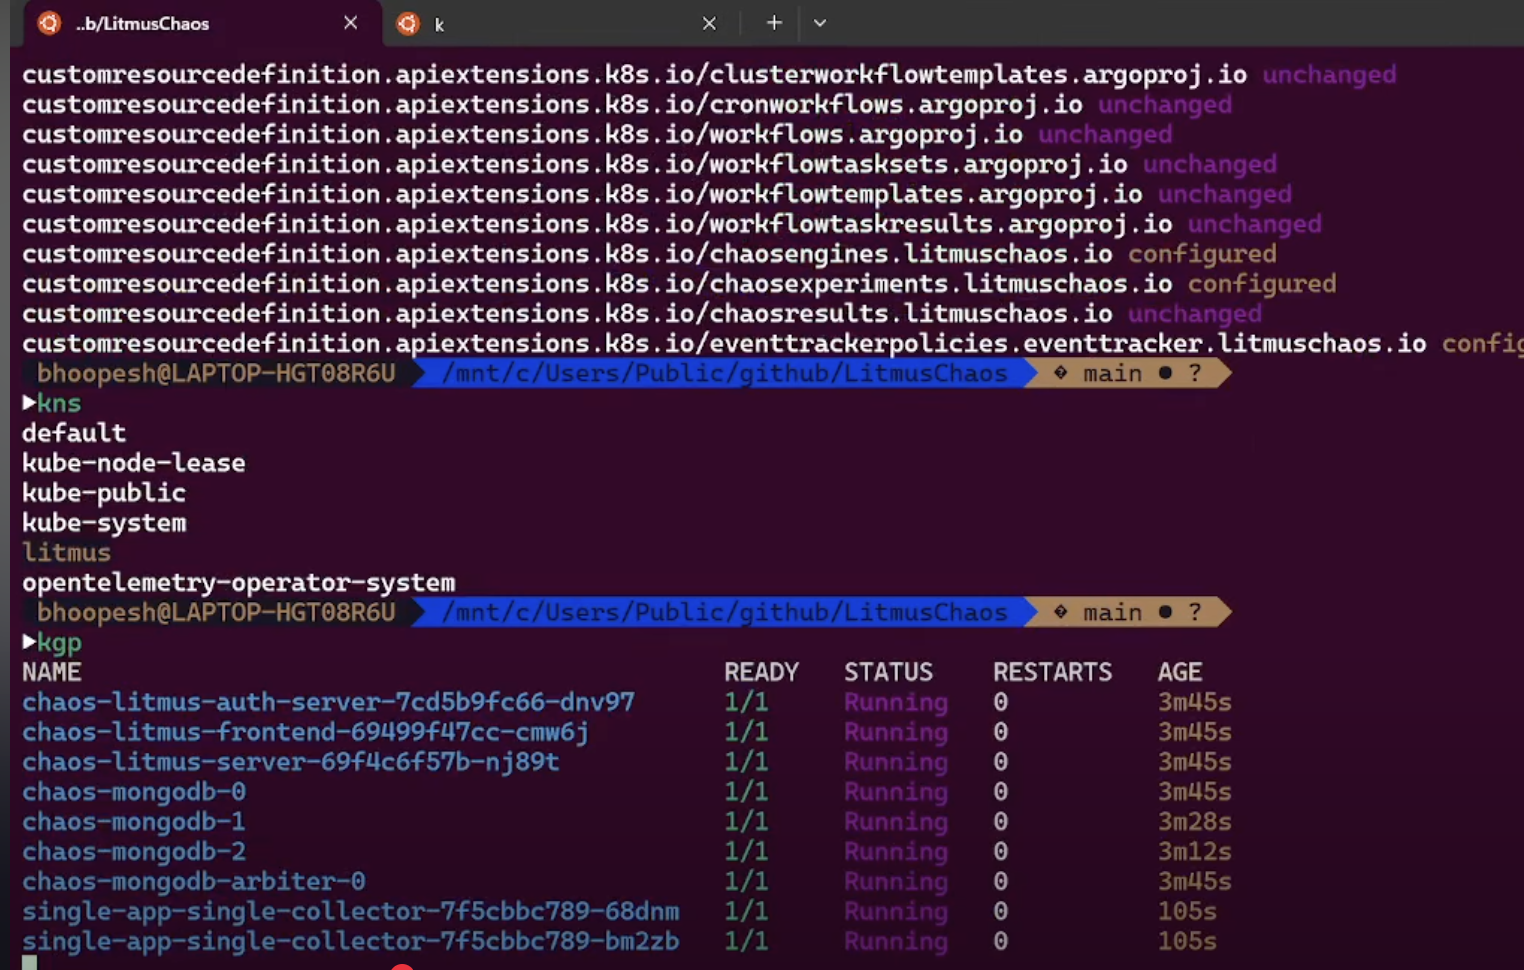 ..b/LitmusChaos
k
customresourcedefinition.apiextensions.k8s.io/clusterworkflowtemplates.argoproj.io unchanged
customresourcedefinition.apiextensions.k8s.io/cronworkflows.argoproj.io unchanged
customresourcedefinition.apiextensions.k8s.io/workflows.argoproj.io unchanged
customresourcedefinition.apiextensions.k8s.io/workflowtasksets.argoproj.io unchanged
customresourcedefinition.apiextensions.k8s.io/workflowtemplates.argoproj.io unchanged
customresourcedefinition.apiextensions.k8s.io/workflowtaskresults.argoproj.io unchanged
customresourcedefinition.apiextensions.k8s.io/chaosengines.litmuschaos.io configured
customresourcedefinition.apiextensions.k8s.io/chaosexperiments.litmuschaos.io configured
customresourcedefinition.apiextensions.k8s.io/chaosresults.litmuschaos.io unchanged
customresourcedefinition.apiextensions.k8s.io/eventtrackerpolicies.eventtracker.litmuschaos.io config
bhoopesh@LAPTOP-HGT08R6U /mnt/c/Users/Public/github/LitmusChaos � main ● ?
▶kns
default
kube-node-lease
kube-public
kube-system
litmus
opentelemetry-operator-system
bhoopesh@LAPTOP-HGT08R6U /mnt/c/Users/Public/github/LitmusChaos � main ● ?
▶kgp
NAME READY STATUS RESTARTS AGE
chaos-litmus-auth-server-7cd5b9fc66-dnv97 1/1 Running 0 3m45s
chaos-litmus-frontend-69499f47cc-cmw6j 1/1 Running 0 3m45s
chaos-litmus-server-69f4c6f57b-nj89t 1/1 Running 0 3m45s
chaos-mongodb-0 1/1 Running 0 3m45s
chaos-mongodb-1 1/1 Running 0 3m28s
chaos-mongodb-2 1/1 Running 0 3m12s
chaos-mongodb-arbiter-0 1/1 Running 0 3m45s
single-app-single-collector-7f5cbbc789-68dnm 1/1 Running 0 105s
single-app-single-collector-7f5cbbc789-bm2zb 1/1 Running 0 105s